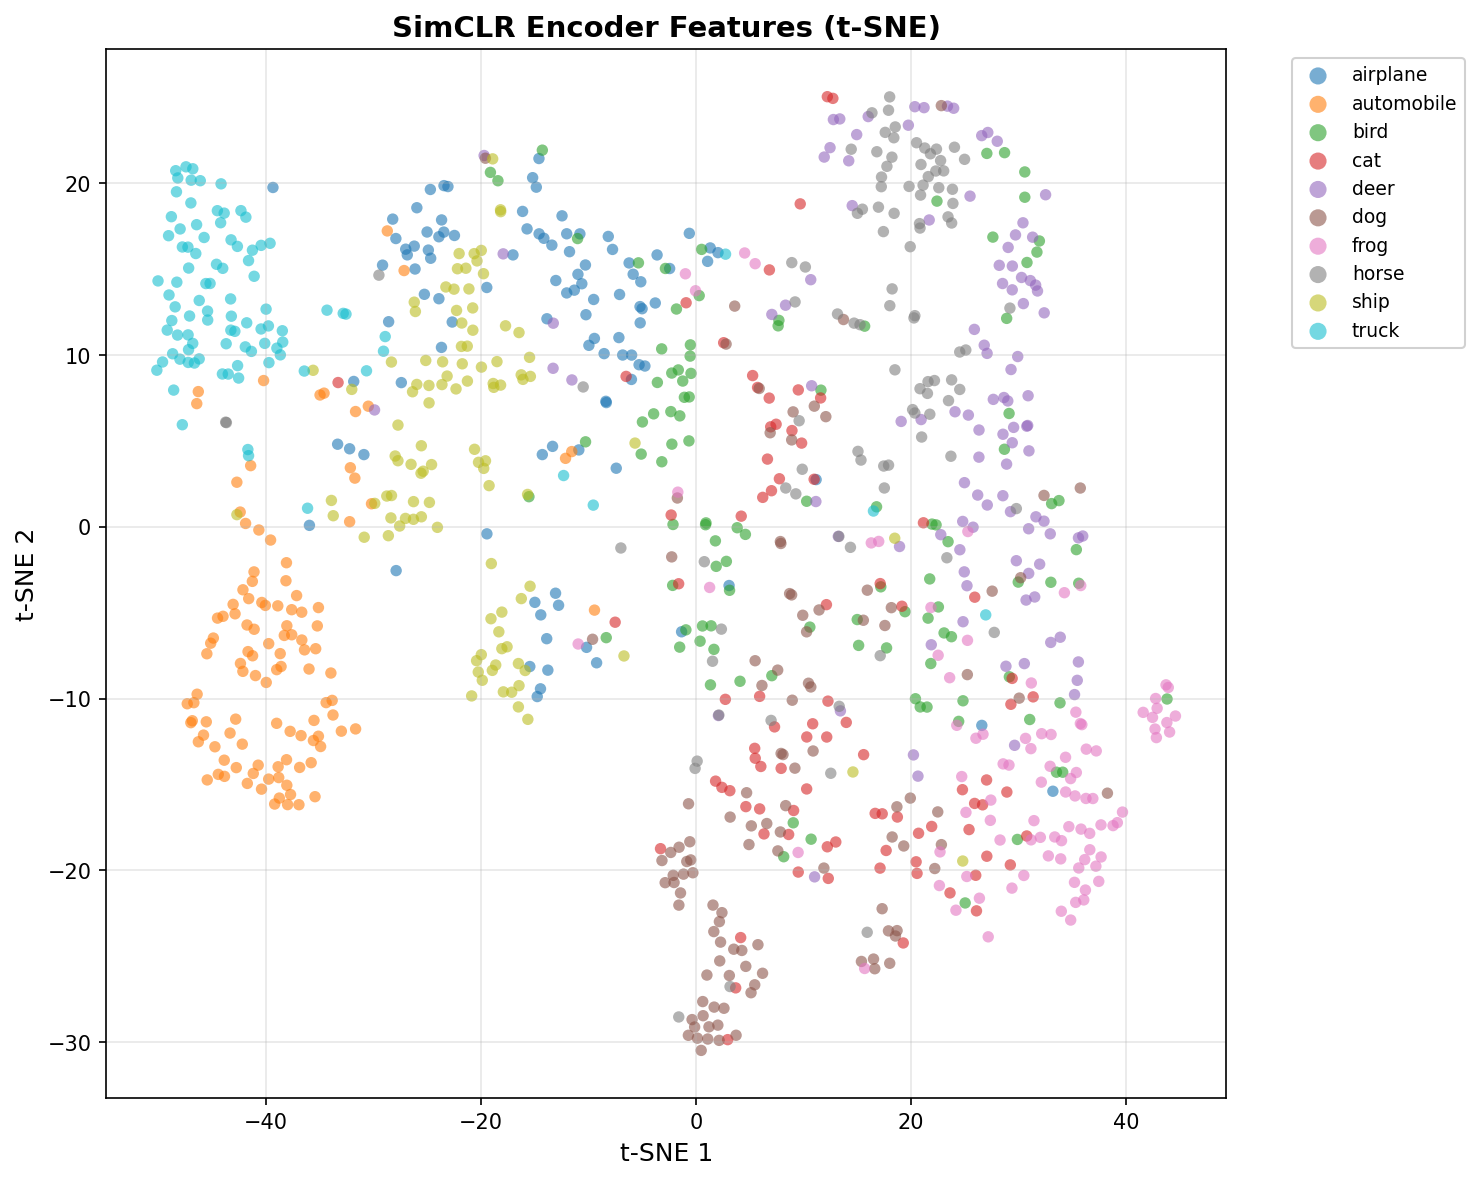 SimCLR Encoder Features (t-SNE)
airplane
automobile
bird
cat
deer
dog
frog
horse
ship
truck
t-SNE 2
20
10
0
−10
−20
−30
−40
−20
0
20
40
t-SNE 1